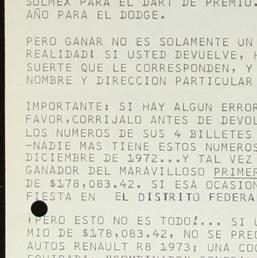 SOLMEX PARA EL DART DE PREMIO.
AÑO PARA EL DODGE.
PERO GANAR NO ES SOLAMENTE UN
REALIDAD! SI USTED DEVUELVE, H
SUERTE QUE LE CORRESPONDEN, Y
NOMBRE Y DIRECCION PARTICULAR
IMPORTANTE: SI HAY ALGUN ERROR
FAVOR,CORRIJALO ANTES DE DEVOL
LOS NUMEROS DE SUS 4 BILLETES
-NADIE MAS TIENE ESTOS NUMEROS
DICIEMBRE DE 1972...Y TAL VEZ
GANADOR DEL MARAVILLOSO PRIMER
DE $178,083.42. SI ESA OCASION
FIESTA EN EL DISTRITO FEDERA
¡PERO ESTO NO ES TODO!... SI U
MIO DE $178,083.42, NO SE PREO
AUTOS RENAULT R8 1973; UNA COC